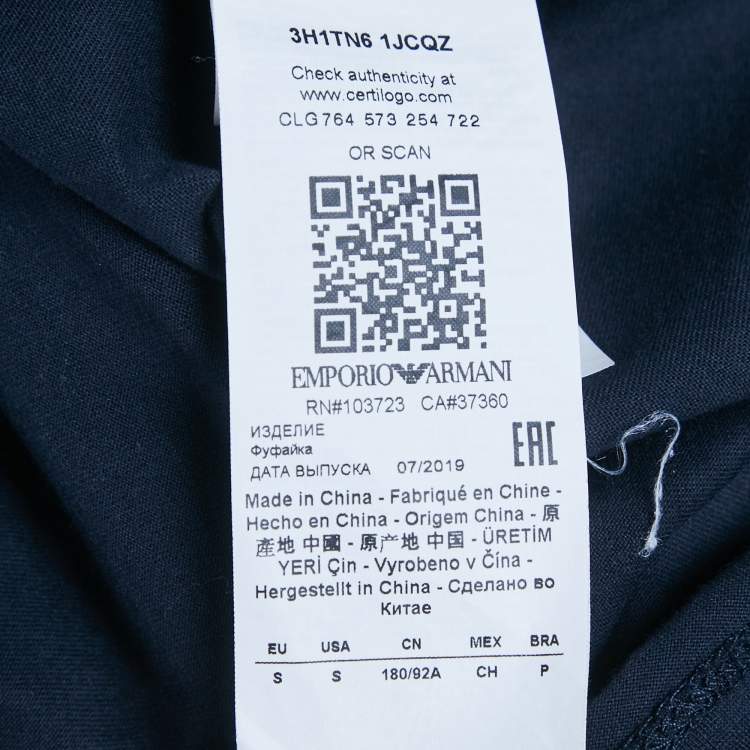 3H1TN6 1JCQZ
Check authenticity at
www.certilogo.com
CLG 764 573 254 722
OR SCAN
EMPORIO ARMANI
RN#103723 CA#37360
ИЗДЕЛИЕ
Фуфайка
ДАТА ВЫПУСКА 07/2019
EAC
Made in China - Fabriqué en Chine -
Hecho en China - Origem China - 原
產地 中國 - 原产地 中国 - ÜRETİM
YERİ Çin - Vyrobeno v Čína -
Hergestellt in China - Сделано во
Китае
EU USA CN MEX BRA
S S 180/92A CH P